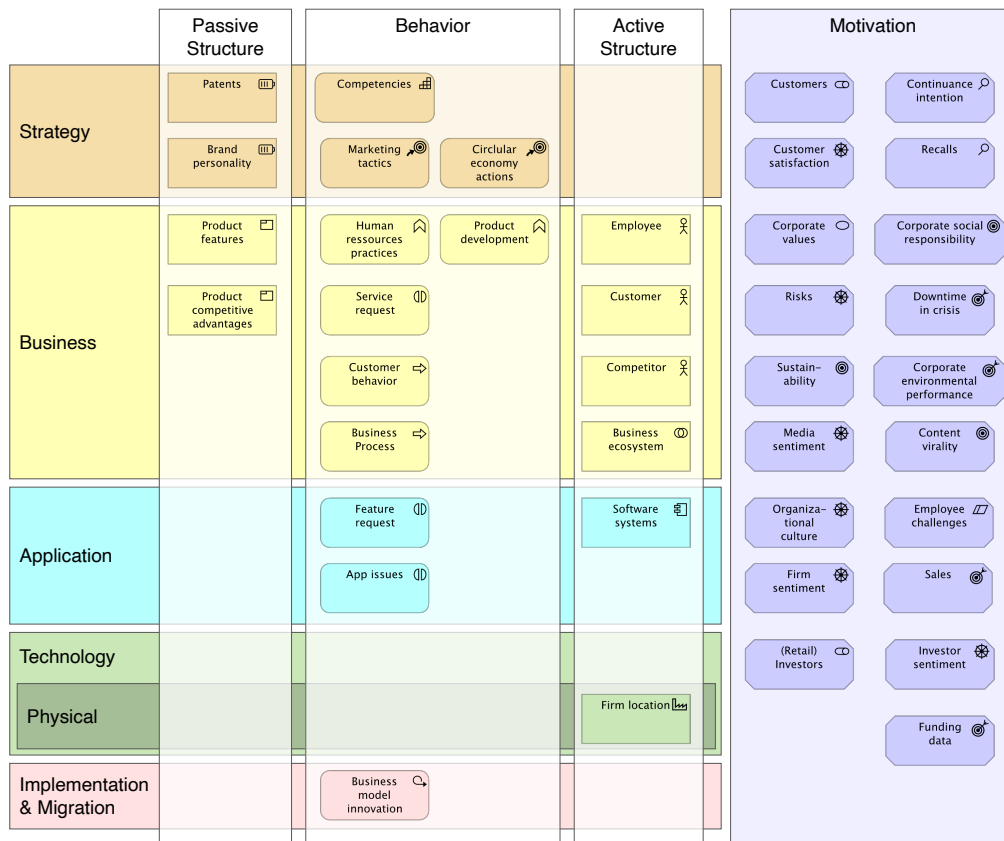 Passive
Structure
Behavior
Active
Structure
Motivation
Strategy
Patents
Competencies
Customers
Continuance
intention
Brand
personality
Marketing
tactics
Circlular
economy
actions
Customer
satisfaction
Recalls
Business
Product
features
Human
ressources
practices
Product
development
Employee
Corporate
values
Corporate social
responsibility
Product
competitive
advantages
Service
request
Customer
Risks
Downtime
in crisis
Customer
behavior
Competitor
Sustain-
ability
Corporate
environmental
performance
Business
Process
Business
ecosystem
Media
sentiment
Content
virality
Application
Feature
request
Software
systems
Organiza-
tional
culture
Employee
challenges
App issues
Firm
sentiment
Sales
Technology
(Retail)
Investors
Investor
sentiment
Physical
Firm location
Funding
data
Implementation
& Migration
Business
model
innovation